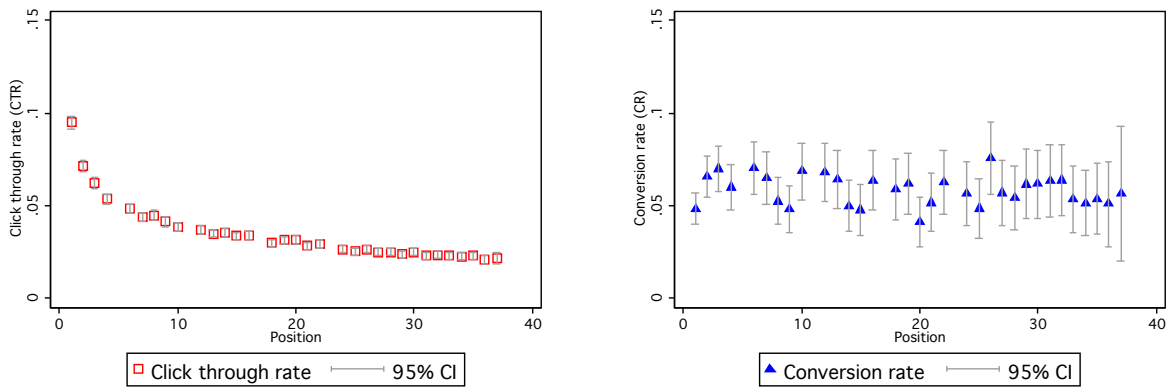 .15
.1
.05
0
Click through rate (CTR)
0 10 20 30 40
Position
Click through rate 95% CI
.15
.1
.05
0
Conversion rate (CR)
0 10 20 30 40
Position
Conversion rate 95% CI